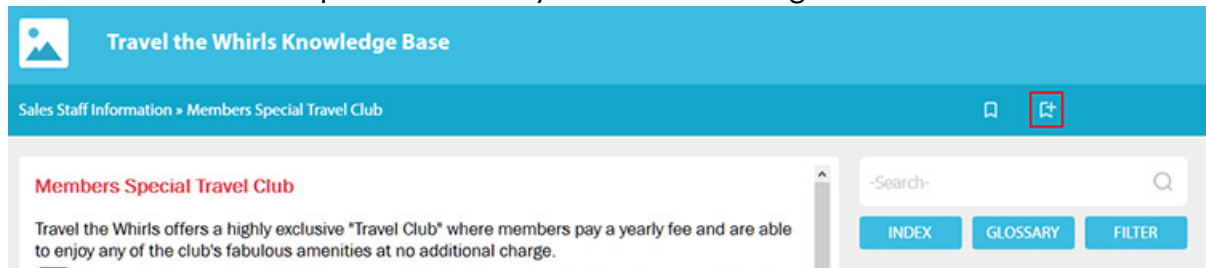 Travel the Whirls Knowledge Base
Sales Staff Information » Members Special Travel Club
Members Special Travel Club
Travel the Whirls offers a highly exclusive "Travel Club" where members pay a yearly fee and are able
to enjoy any of the club's fabulous amenities at no additional charge.
-Search-
INDEX GLOSSARY FILTER